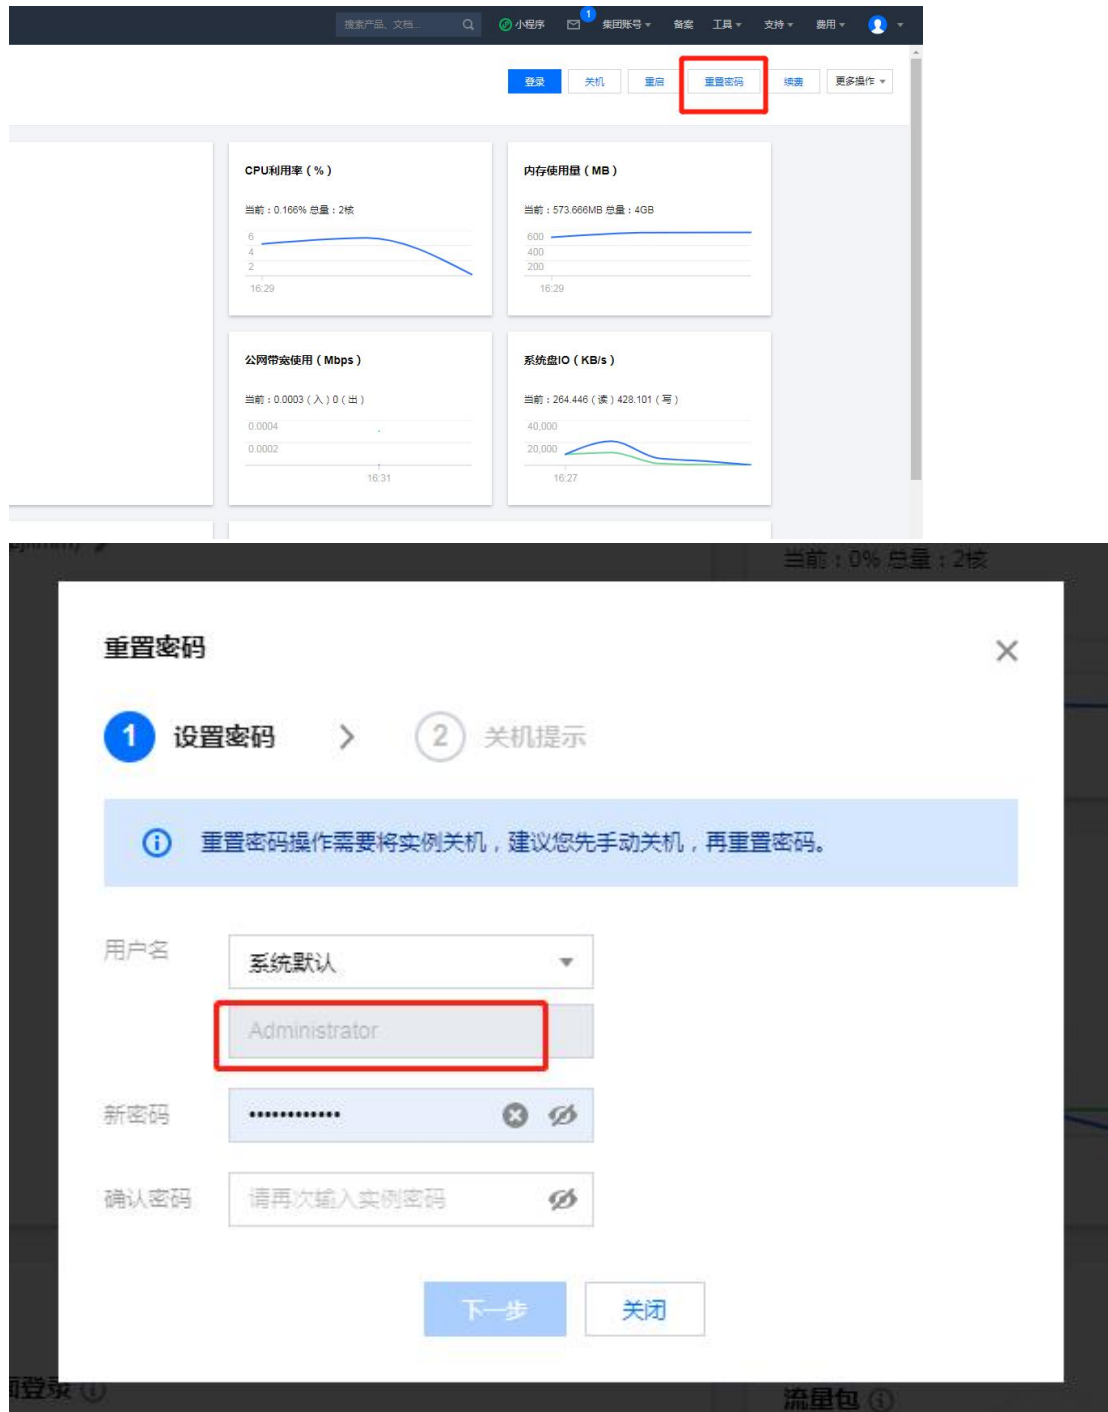 搜索产品、文档... 小程序 1 集团账号 备案 工具 支持 费用
登录 关机 重启 重置密码 续费 更多操作
CPU利用率（%）
当前：0.166% 总量：2核
6
4
2
16:29
内存使用量（MB）
当前：573.666MB 总量：4GB
600
400
200
16:29
公网带宽使用（Mbps）
当前：0.0003（入）0（出）
0.0004
0.0002
16:31
系统盘IO（KB/s）
当前：264.446（读）428.101（写）
40,000
20,000
16:27
当前：0% 总量：2核
重置密码
1 设置密码 2 关机提示
重置密码操作需要将实例关机，建议您先手动关机，再重置密码。
用户名 系统默认
Administrator
新密码 ••••••••••••
确认密码 请再次输入实例密码
下一步 关闭
面登录
流量包